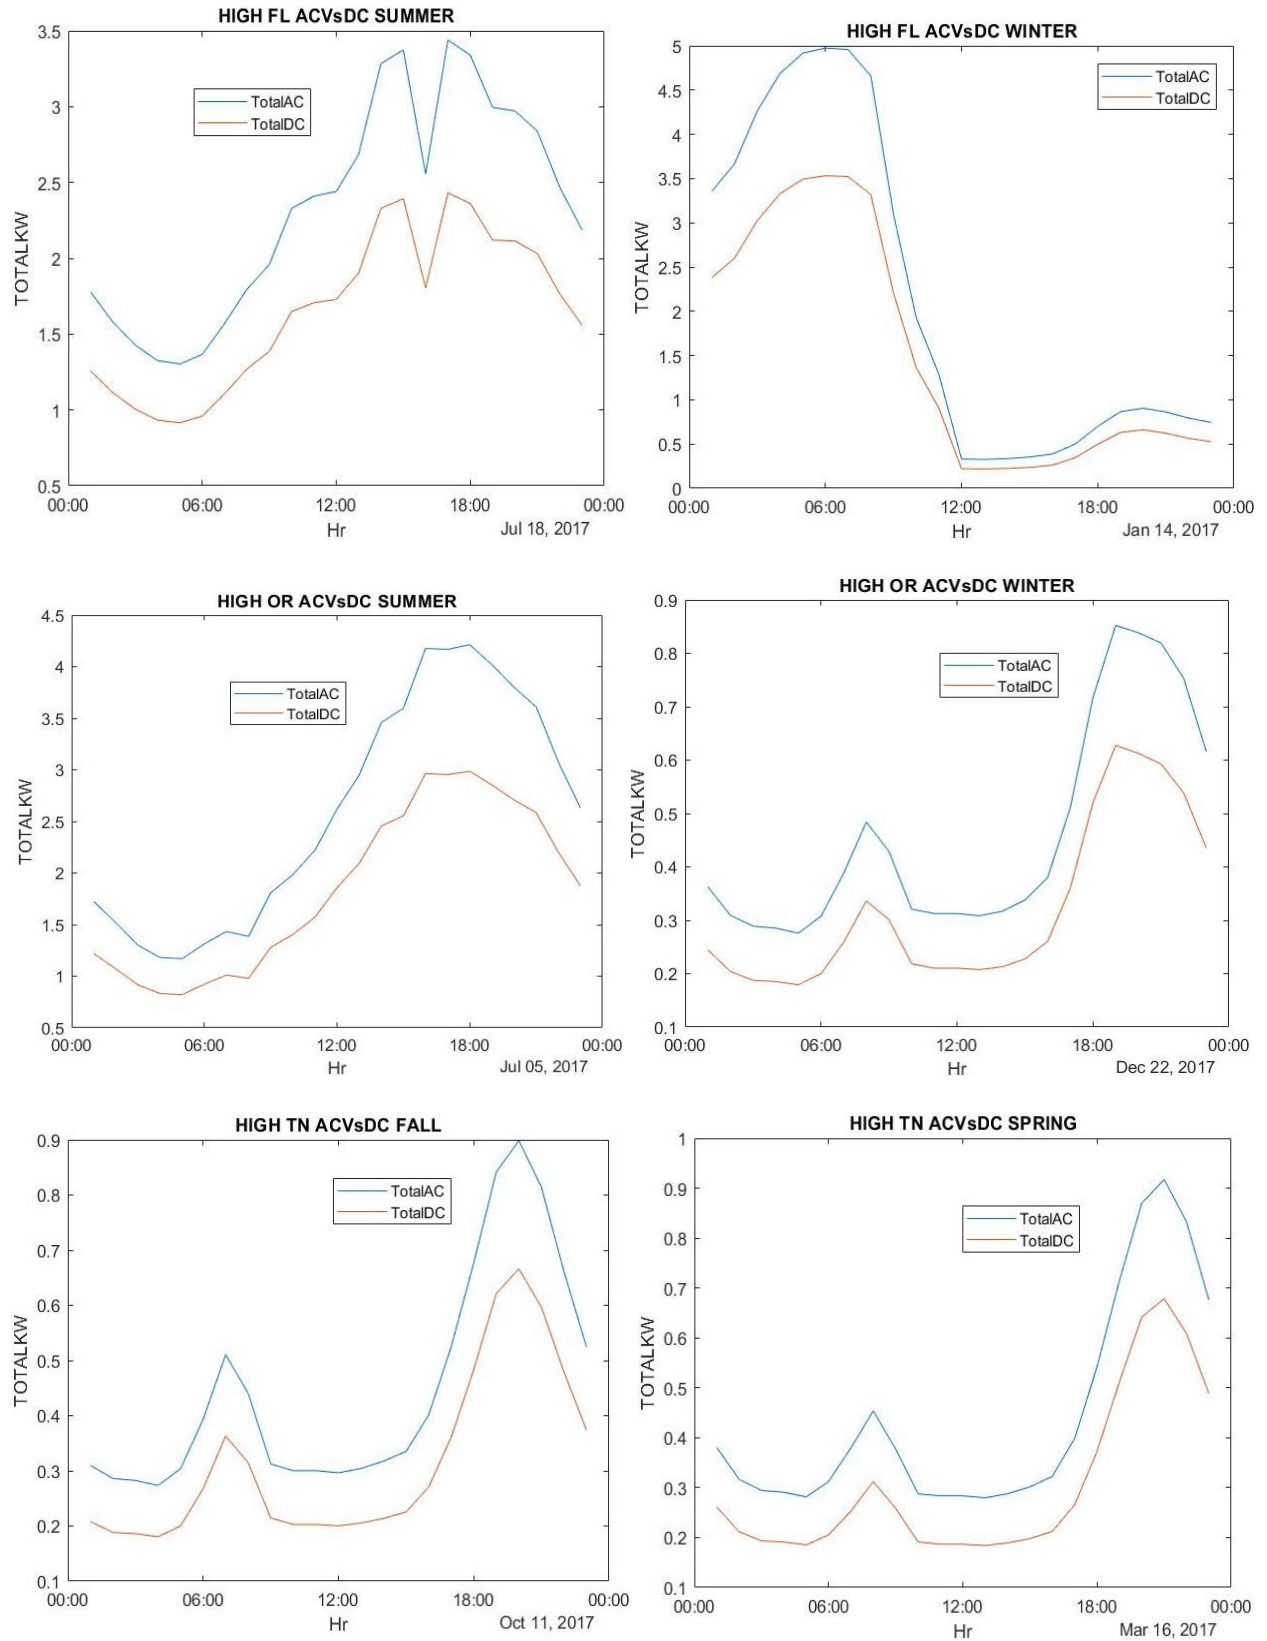 HIGH FL ACVsDC SUMMER
3.5
3
2.5
2
1.5
1
0.5
TOTALKW
TotalAC
TotalDC
00:00 06:00 12:00 18:00 00:00
Hr
Jul 18, 2017
HIGH FL ACVsDC WINTER
5
4.5
4
3.5
3
2.5
2
1.5
1
0.5
0
TOTALKW
TotalAC
TotalDC
00:00 06:00 12:00 18:00 00:00
Hr
Jan 14, 2017
HIGH OR ACVsDC SUMMER
4.5
4
3.5
3
2.5
2
1.5
1
0.5
TOTALKW
TotalAC
TotalDC
00:00 06:00 12:00 18:00 00:00
Hr
Jul 05, 2017
HIGH OR ACVsDC WINTER
0.9
0.8
0.7
0.6
0.5
0.4
0.3
0.2
0.1
TOTALKW
TotalAC
TotalDC
00:00 06:00 12:00 18:00 00:00
Hr
Dec 22, 2017
HIGH TN ACVsDC FALL
0.9
0.8
0.7
0.6
0.5
0.4
0.3
0.2
0.1
TOTALKW
TotalAC
TotalDC
00:00 06:00 12:00 18:00 00:00
Hr
Oct 11, 2017
HIGH TN ACVsDC SPRING
1
0.9
0.8
0.7
0.6
0.5
0.4
0.3
0.2
0.1
TOTALKW
TotalAC
TotalDC
00:00 06:00 12:00 18:00 00:00
Hr
Mar 16, 2017